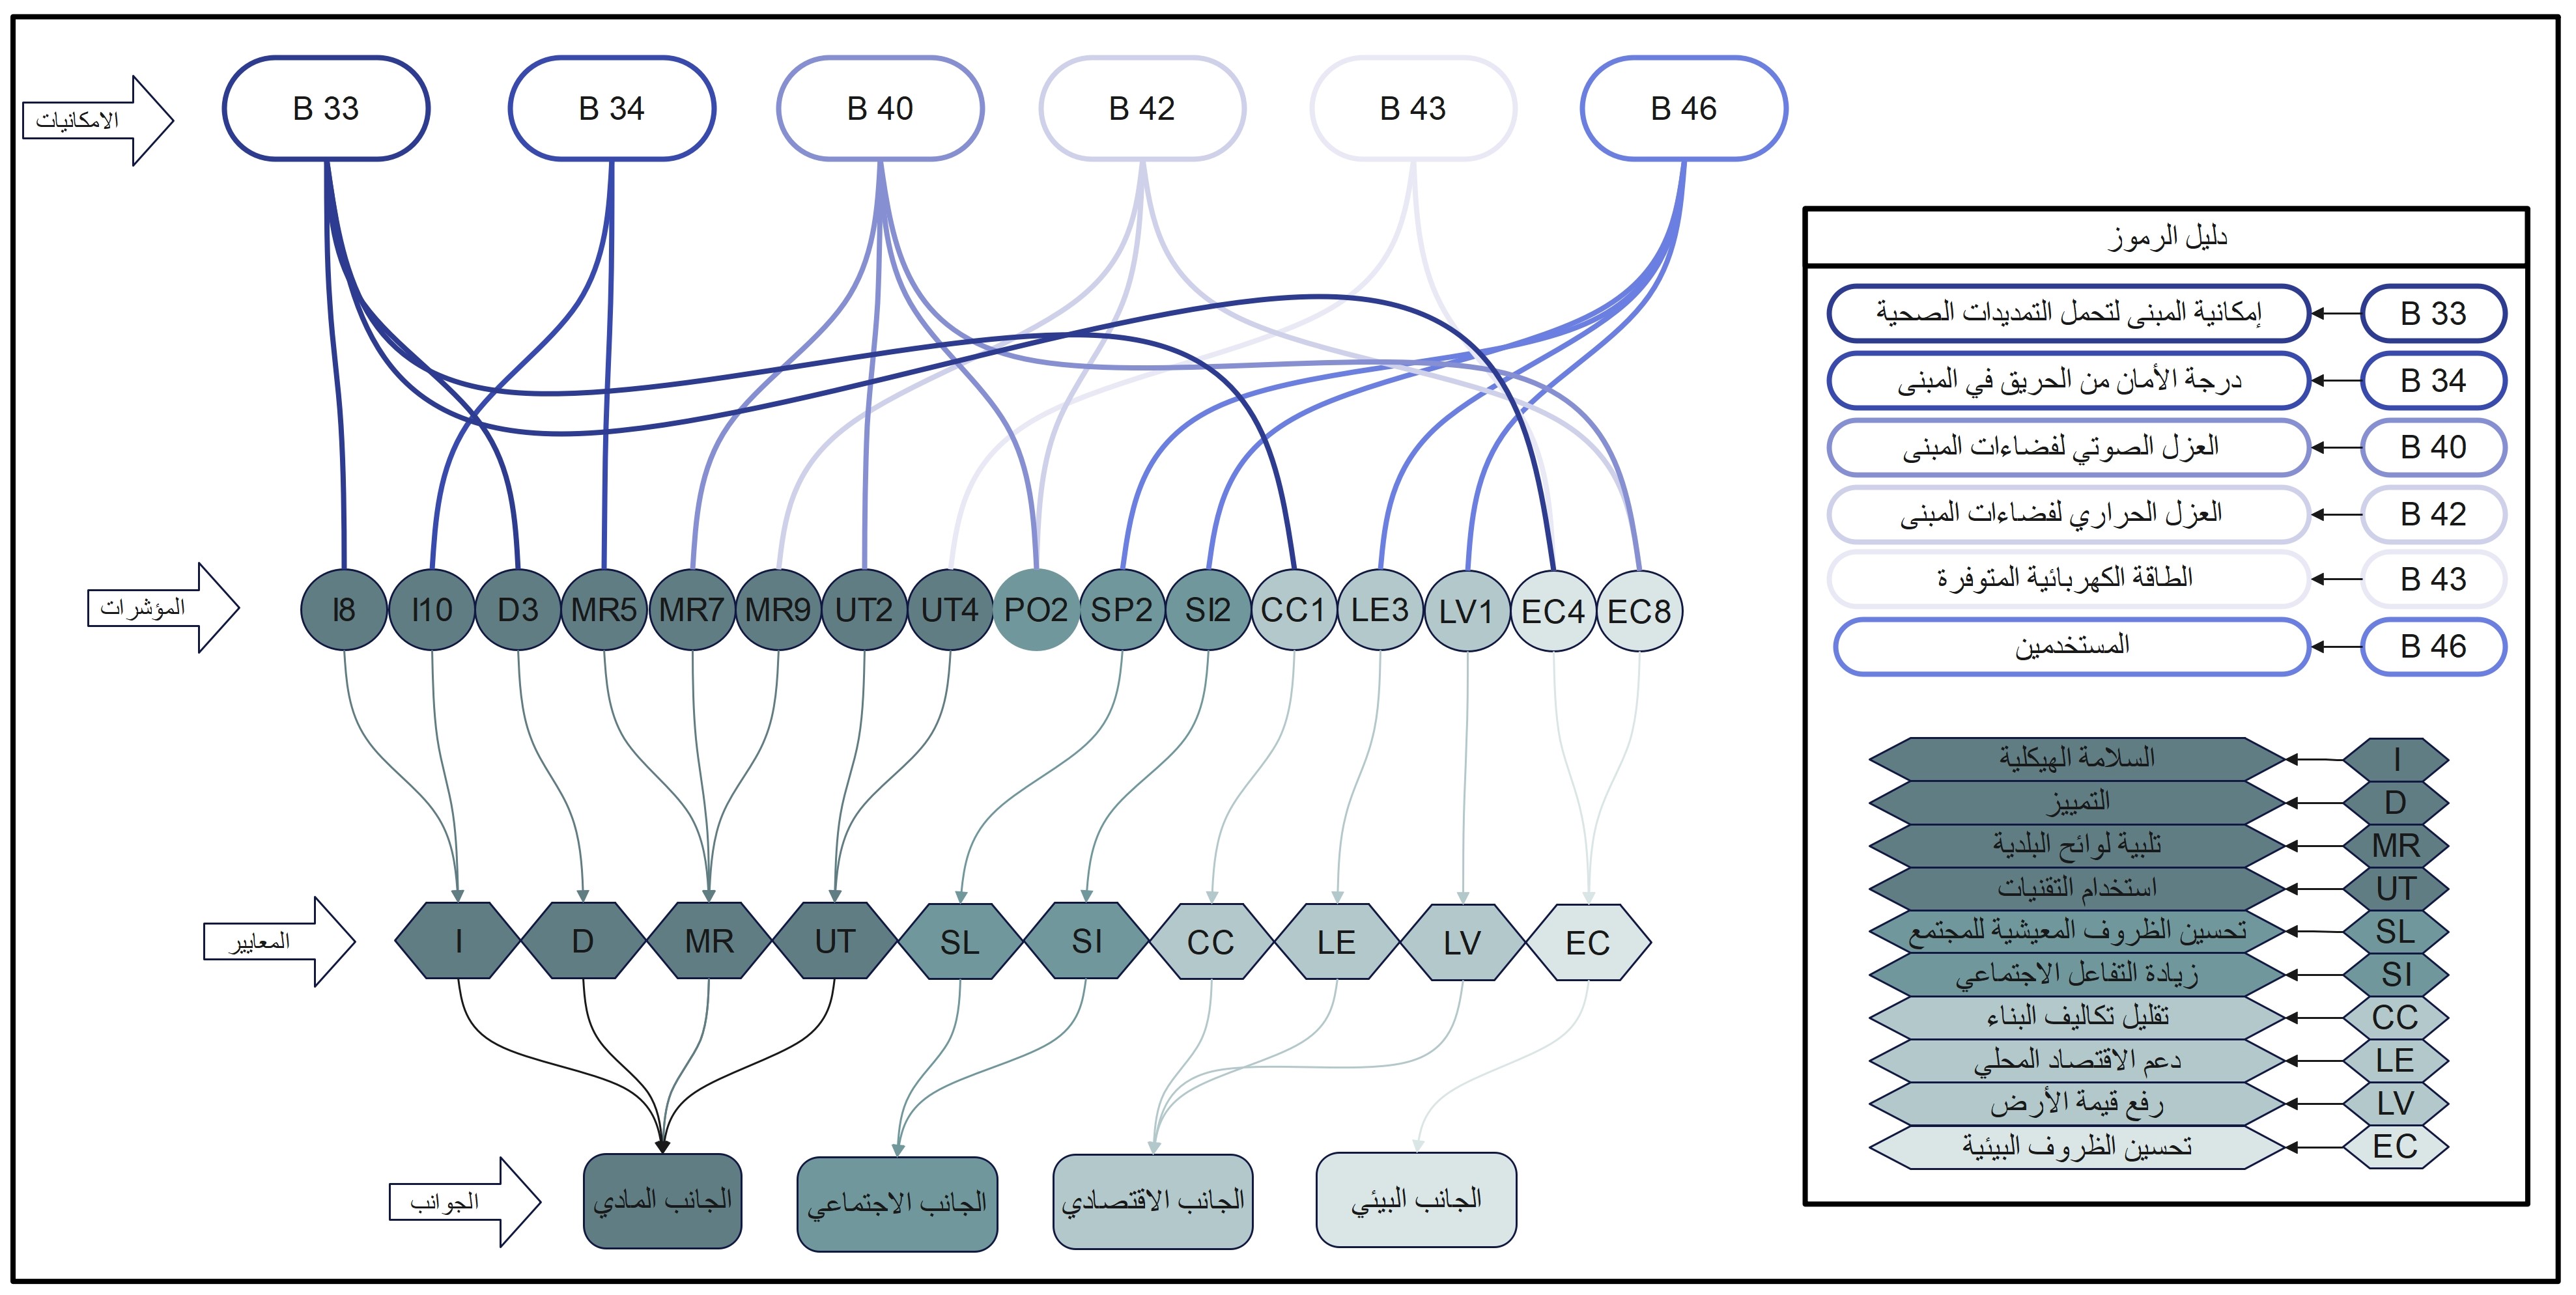 الامكانيات
B 33
B 34
B 40
B 42
B 43
B 46
المؤشرات
I8
I10
D3
MR5
MR7
MR9
UT2
UT4
PO2
SP2
SI2
CC1
LE3
LV1
EC4
EC8
المعايير
I
D
MR
UT
SL
SI
CC
LE
LV
EC
الجوانب
الجانب المادي
الجانب الاجتماعي
الجانب الاقتصادي
الجانب البيئي
دليل الرموز
B 33
إمكانية المبنى لتحمل التمديدات الصحية
B 34
درجة الأمان من الحريق في المبنى
B 40
العزل الصوتي لفضاءات المبنى
B 42
العزل الحراري لفضاءات المبنى
B 43
الطاقة الكهربائية المتوفرة
B 46
المستخدمين
I
السلامة الهيكلية
D
التمييز
MR
تلبية لوائح البلدية
UT
استخدام التقنيات
SL
تحسين الظروف المعيشية للمجتمع
SI
زيادة التفاعل الاجتماعي
CC
تقليل تكاليف البناء
LE
دعم الاقتصاد المحلي
LV
رفع قيمة الأرض
EC
تحسين الظروف البيئية